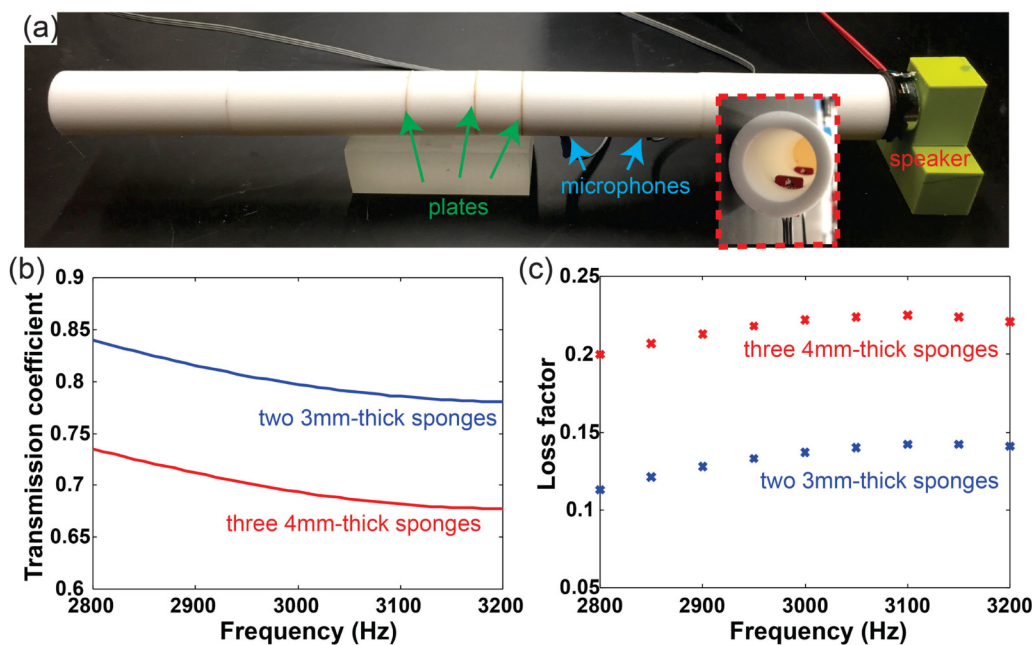 (a)
plates
microphones
speaker
(b)
Transmission coefficient
0.9
0.85
0.8
0.75
0.7
0.65
0.6
two 3mm-thick sponges
three 4mm-thick sponges
2800
2900
3000
3100
3200
Frequency (Hz)
(c)
Loss factor
0.25
0.2
0.15
0.1
0.05
three 4mm-thick sponges
two 3mm-thick sponges
2800
2900
3000
3100
3200
Frequency (Hz)